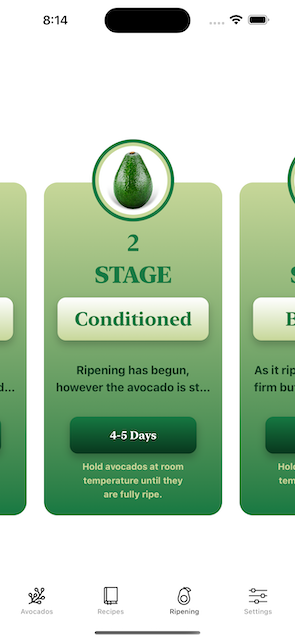 8:14
2
STAGE
Conditioned
B
Ripening has begun,
however the avocado is st...
d...
As it rip
firm bu
4-5 Days
Hold avocados at room
temperature until they
are fully ripe.
Hol
tem
Avocados
Recipes
Ripening
Settings